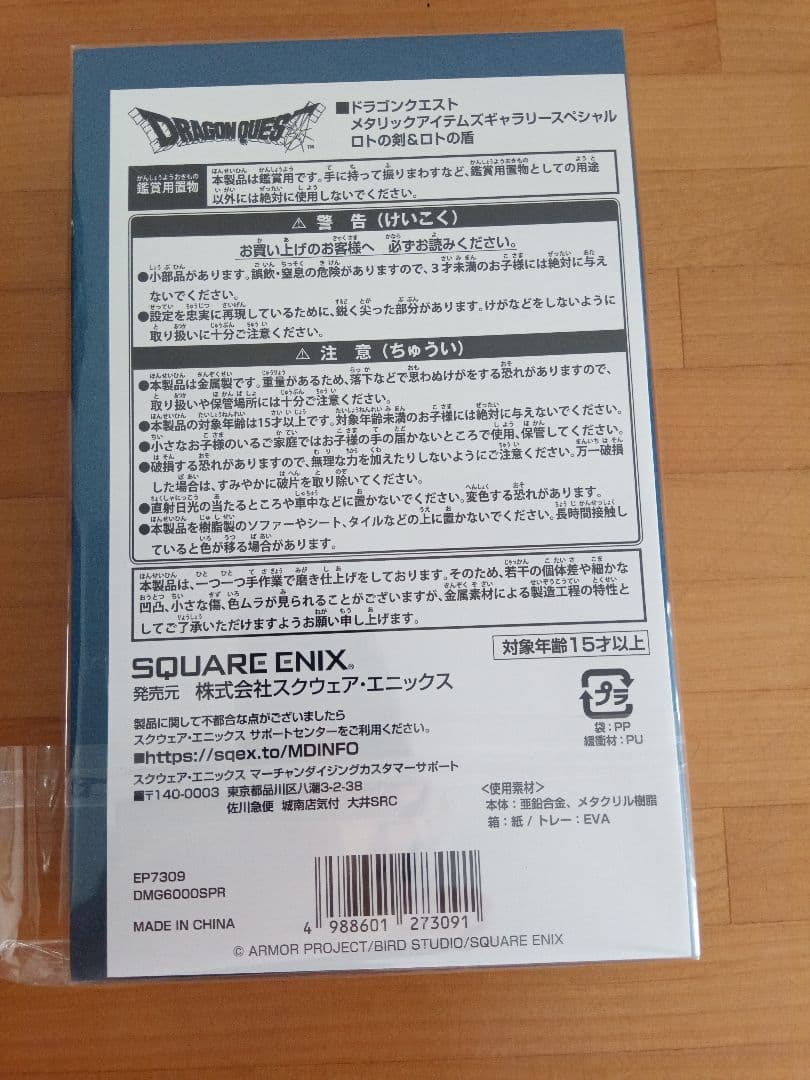 DRAGON QUEST™
■ドラゴンクエスト
メタリックアイテムズギャラリースペシャル
ロトの剣&ロトの盾
かんしょうようおきもの
鑑賞用置物
本製品は鑑賞用です。手に持って振りまわすなど、鑑賞用置物としての用途
以外には絶対に使用しないでください。
⚠ 警 告(けいこく)
お買い上げのお客様へ 必ずお読みください。
●小部品があります。誤飲・窒息の危険がありますので、3才未満のお子様には絶対に与え
ないでください。
●設定を忠実に再現しているために、鋭く尖った部分があります。けがなどをしないように
取り扱いに十分ご注意ください。
⚠ 注 意(ちゅうい)
●本製品は金属製です。重量があるため、落下などで思わぬけがをする恐れがありますので、
取り扱いや保管場所には十分ご注意ください。
●本製品の対象年齢は15才以上です。対象年齢未満のお子様には絶対に与えないでください。
●小さなお子様のいるご家庭ではお子様の手の届かないところで使用、保管してください。
●破損する恐れがありますので、無理な力を加えたりしないようにご注意ください。万一破損
した場合は、すみやかに破片を取り除いてください。
●直射日光の当たるところや車中などに置かないでください。変色する恐れがあります。
●本製品を樹脂製のソファーやシート、タイルなどの上に置かないでください。長時間接触し
ていると色が移る場合があります。
本製品は、一つ一つ手作業で磨き仕上げをしております。そのため、若干の個体差や細かな
凹凸、小さな傷、色ムラが見られることがございますが、金属素材による製造工程の特性と
してご了承いただけますようお願い申し上げます。
対象年齢15才以上
SQUARE ENIX®
発売元 株式会社スクウェア・エニックス
プラ
袋:PP
緩衝材:PU
製品に関して不都合な点がございましたら
スクウェア・エニックス サポートセンターをご利用ください。
■https://sqex.to/MDINFO
スクウェア・エニックス マーチャンダイジングカスタマーサポート
■〒140-0003 東京都品川区八潮3-2-38
佐川急便 城南店気付 大井SRC
<使用素材>
本体:亜鉛合金、メタクリル樹脂
箱:紙 / トレー:EVA
EP7309
DMG6000SPR
MADE IN CHINA
4 988601 273091
© ARMOR PROJECT/BIRD STUDIO/SQUARE ENIX